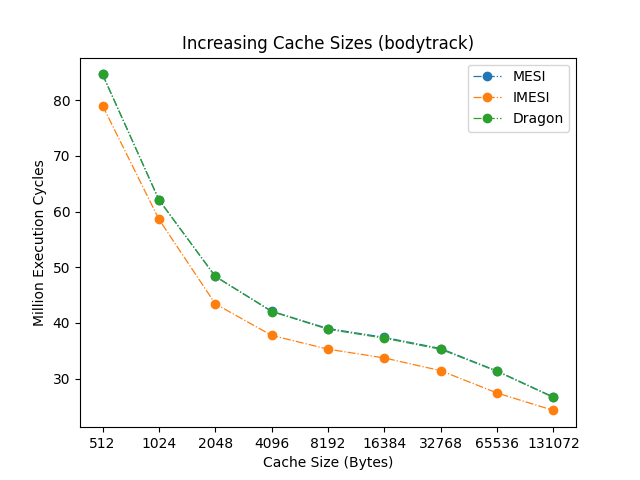 Increasing Cache Sizes (bodytrack)
MESI
IMESI
Dragon
80
70
60
50
40
30
Million Execution Cycles
512 1024 2048 4096 8192 16384 32768 65536 131072
Cache Size (Bytes)